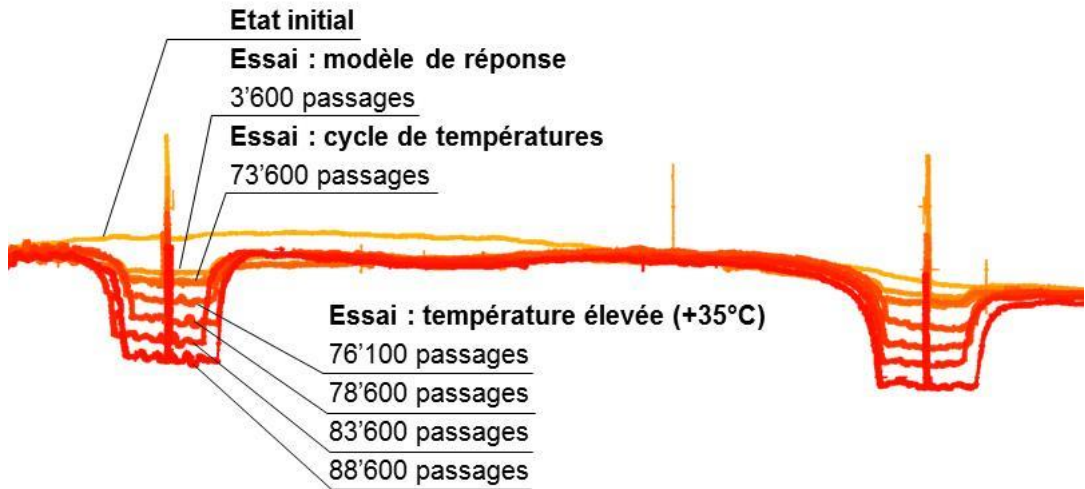 Etat initial
Essai : modèle de réponse
3'600 passages
Essai : cycle de températures
73'600 passages
Essai : température élevée (+35°C)
76'100 passages
78'600 passages
83'600 passages
88'600 passages